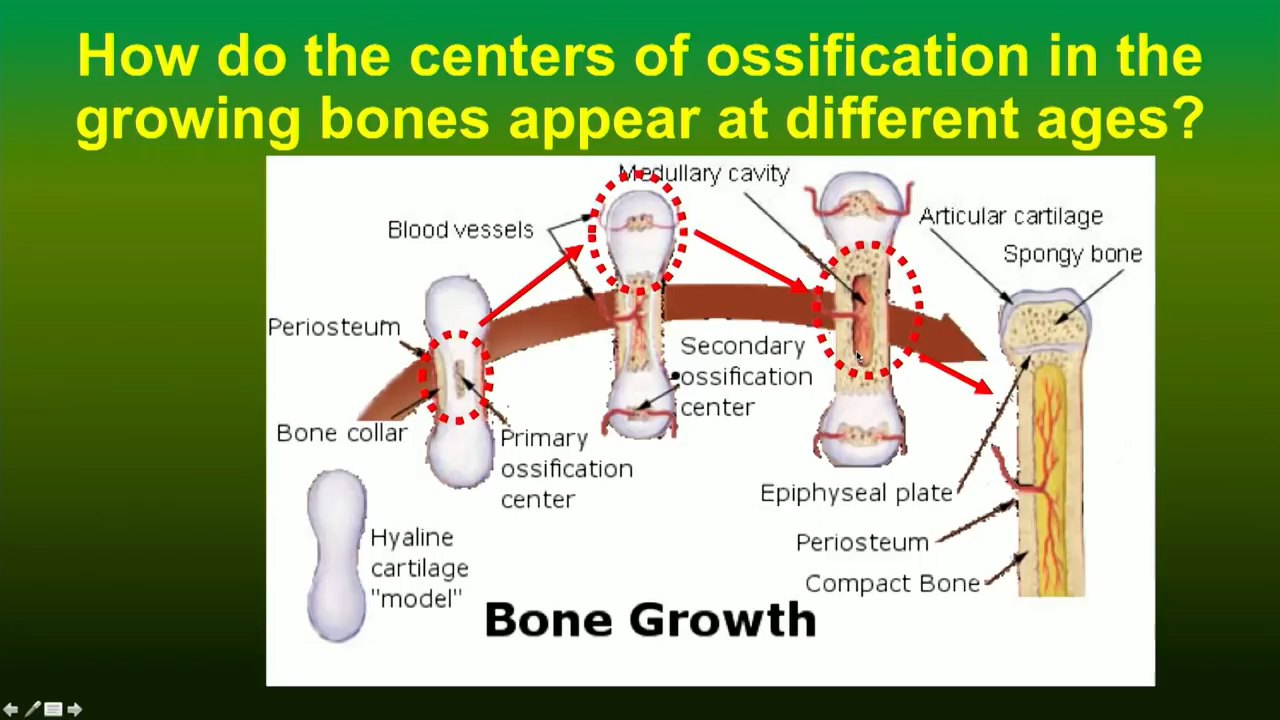 How do the centers of ossification in the
growing bones appear at different ages?
Medullary cavity
Blood vessels
Articular cartilage
Spongy bone
Periosteum
Secondary
ossification
center
Bone collar
Primary
ossification
center
Epiphyseal plate
Hyaline
cartilage
"model"
Periosteum
Compact Bone
Bone Growth